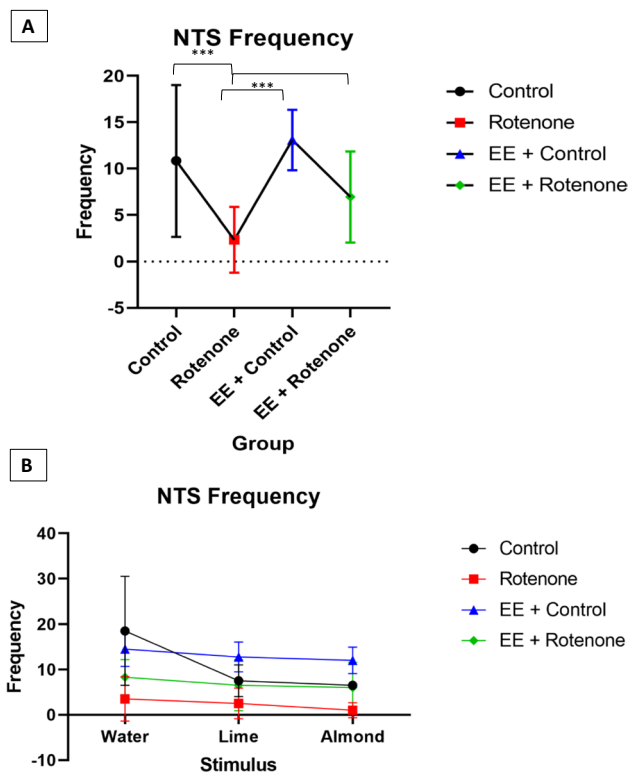 A
NTS Frequency
***
***
20
15
10
5
0
-5
Frequency
Control
Rotenone
EE + Control
EE + Rotenone
Group
Control
Rotenone
EE + Control
EE + Rotenone
B
NTS Frequency
40
30
20
10
0
-10
Frequency
Water Lime Almond
Stimulus
Control
Rotenone
EE + Control
EE + Rotenone